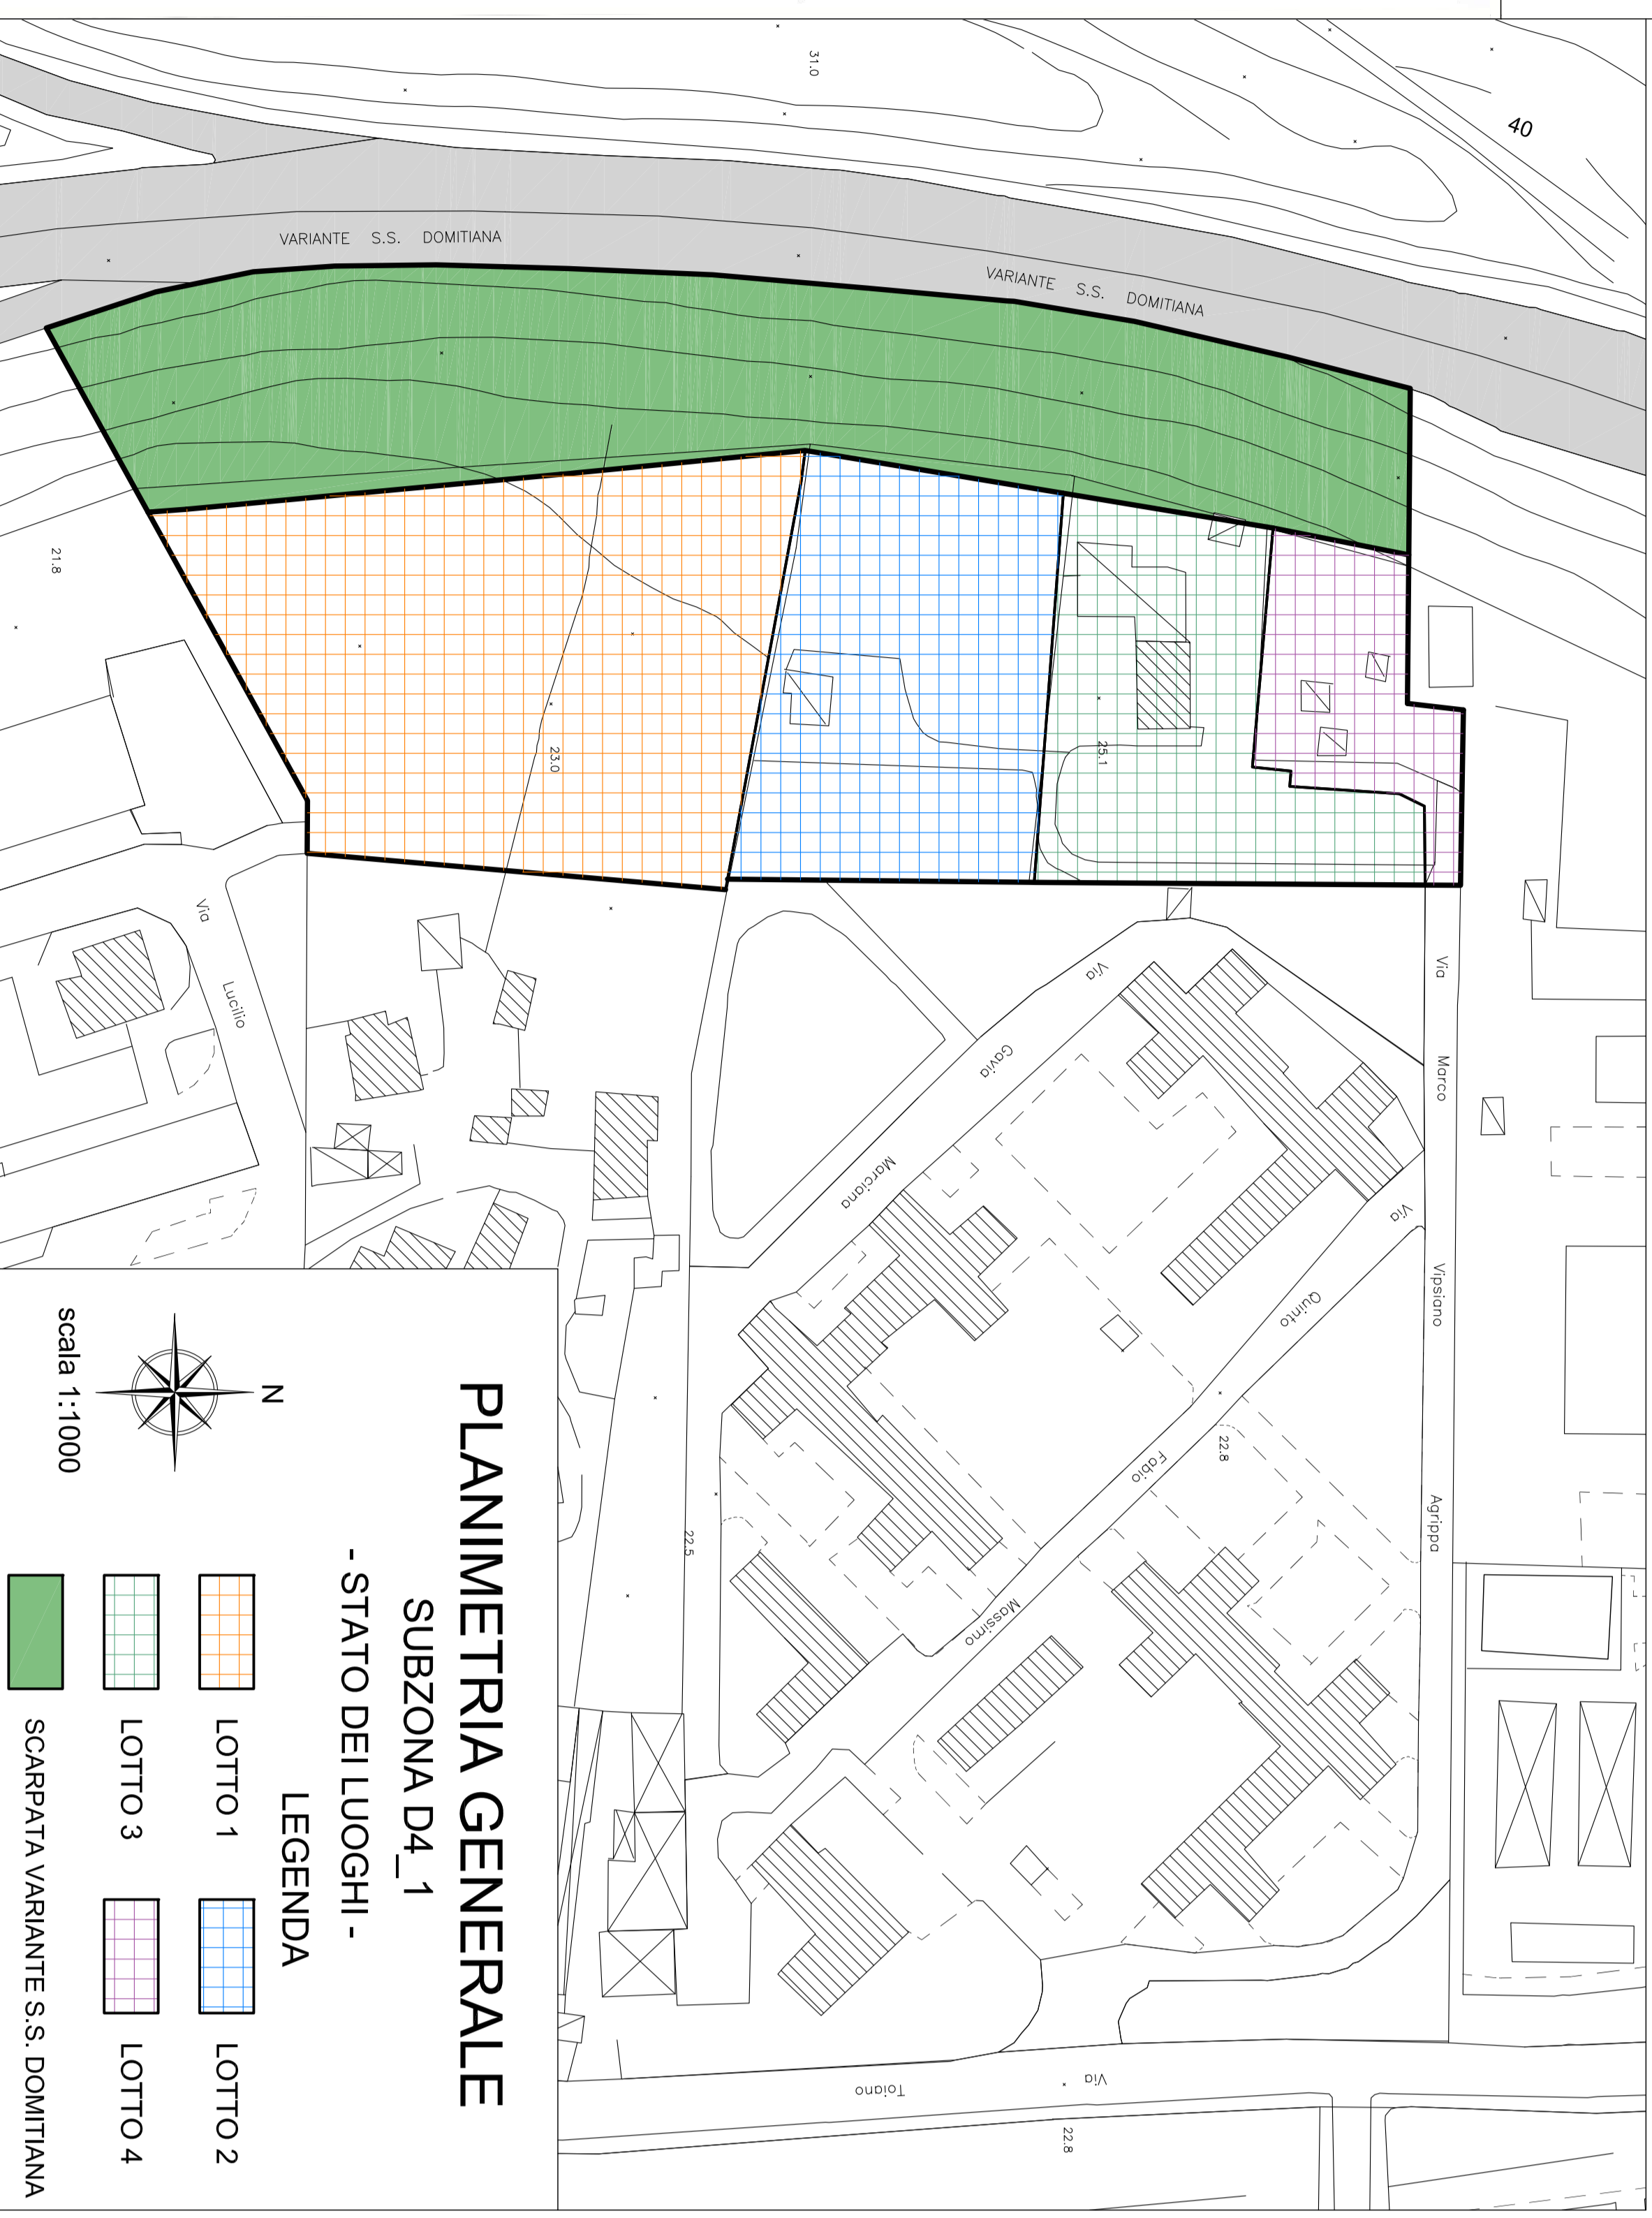 PLANIMETRIA GENERALE
SUBZONA D4_1
- STATO DEI LUOGHI -
LEGENDA
LOTTO 1
LOTTO 2
LOTTO 3
LOTTO 4
SCARPATA VARIANTE S.S. DOMITIANA
N
scala 1:1000
40
31.0
VARIANTE S.S. DOMITIANA
VARIANTE S.S. DOMITIANA
21.8
23.0
25.1
Via Lucilio
Via Gavia Marciana
Via Marco Vipsiano Agrippa
Via Quinto Fabio Massimo
22.8
22.5
Via Toiano
22.8